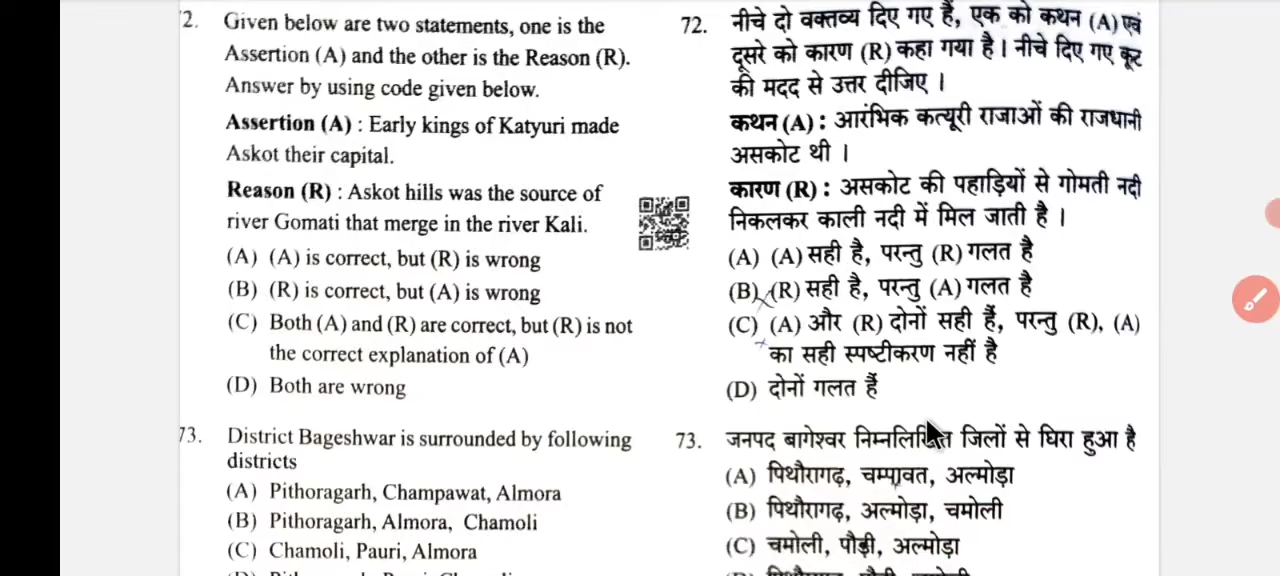 2. Given below are two statements, one is the
Assertion (A) and the other is the Reason (R).
Answer by using code given below.
Assertion (A) : Early kings of Katyuri made
Askot their capital.
Reason (R) : Askot hills was the source of
river Gomati that merge in the river Kali.
(A) (A) is correct, but (R) is wrong
(B) (R) is correct, but (A) is wrong
(C) Both (A) and (R) are correct, but (R) is not
the correct explanation of (A)
(D) Both are wrong
73. District Bageshwar is surrounded by following
districts
(A) Pithoragarh, Champawat, Almora
(B) Pithoragarh, Almora, Chamoli
(C) Chamoli, Pauri, Almora
72. नीचे दो वक्तव्य दिए गए हैं, एक को कथन (A) एवं
दूसरे को कारण (R) कहा गया है। नीचे दिए गए कूट
की मदद से उत्तर दीजिए ।
कथन (A) : आरंभिक कत्यूरी राजाओं की राजधानी
असकोट थी ।
कारण (R) : असकोट की पहाड़ियों से गोमती नदी
निकलकर काली नदी में मिल जाती है ।
(A) (A) सही है, परन्तु (R) गलत है
(B) (R) सही है, परन्तु (A) गलत है
(C) (A) और (R) दोनों सही हैं, परन्तु (R), (A)
का सही स्पष्टीकरण नहीं है
(D) दोनों गलत हैं
73. जनपद बागेश्वर निम्नलिखित जिलों से घिरा हुआ है
(A) पिथौरागढ़, चम्पावत, अल्मोड़ा
(B) पिथौरागढ़, अल्मोड़ा, चमोली
(C) चमोली, पौड़ी, अल्मोड़ा